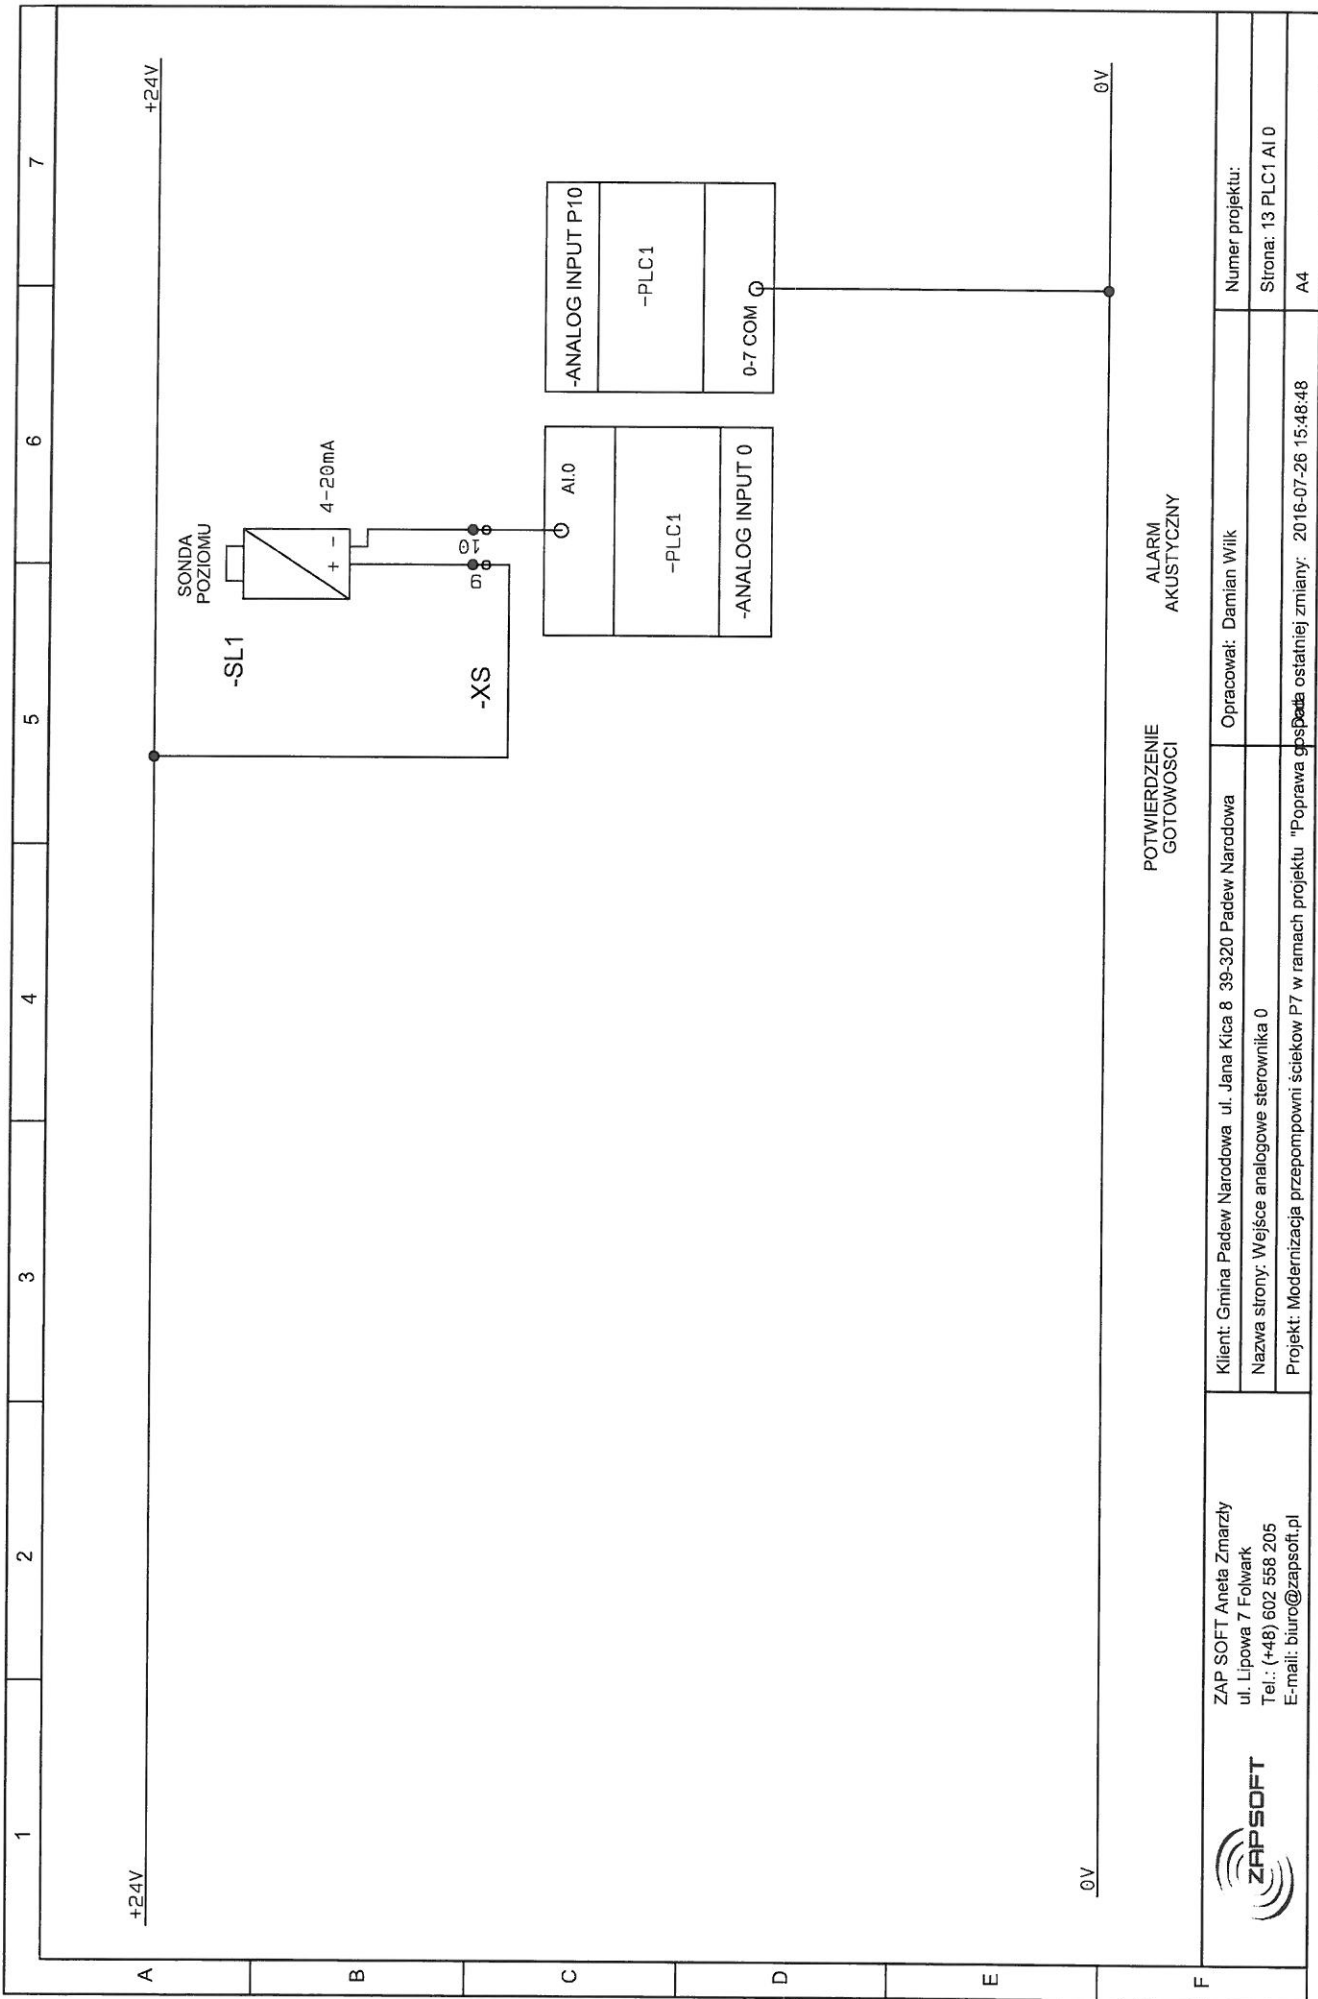 1
2
3
4
5
6
7
A
B
C
D
E
F
+24V
+24V
SONDA
POZIOMU
-SL1
+ -
4-20mA
-XS
9
10
AI.0
-PLC1
-ANALOG INPUT 0
-ANALOG INPUT P10
-PLC1
0-7 COM
0V
0V
POTWIERDZENIE
GOTOWOSCI
ALARM
AKUSTYCZNY
ZAPSOFT
ZAP SOFT Aneta Zmarzły
ul. Lipowa 7 Folwark
Tel.: (+48) 602 558 205
E-mail: biuro@zapsoft.pl
Klient: Gmina Padew Narodowa ul. Jana Kica 8 39-320 Padew Narodowa
Opracował: Damian Wilk
Numer projektu:
Nazwa strony: Wejśce analogowe sterownika 0
Strona: 13 PLC1 AI 0
Projekt: Modernizacja przepompowni ściekow P7 w ramach projektu "Poprawa ostatniej zmiany: 2016-07-26 15:48:48
A4